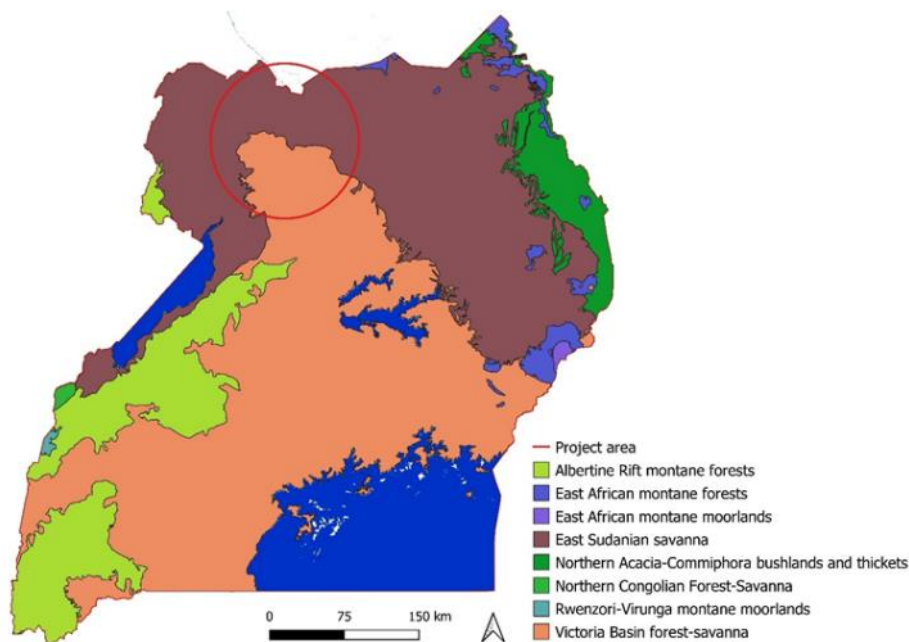 Project area
Albertine Rift montane forests
East African montane forests
East African montane moorlands
East Sudanian savanna
Northern Acacia-Commiphora bushlands and thickets
Northern Congolian Forest-Savanna
Rwenzori-Virunga montane moorlands
Victoria Basin forest-savanna
0 75 150 km